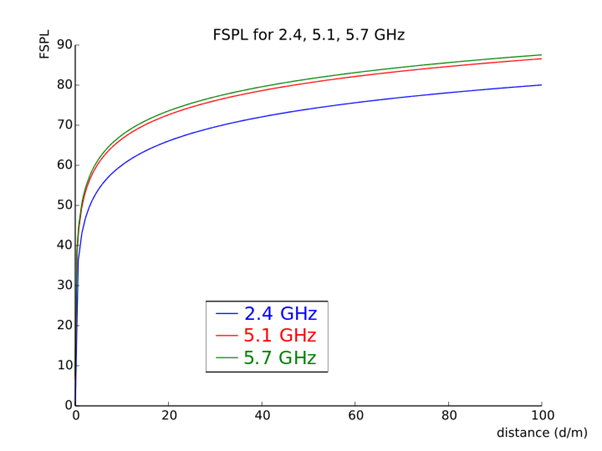 FSPL for 2.4, 5.1, 5.7 GHz
FSPL
90
80
70
60
50
40
30
20
10
0
2.4 GHz
5.1 GHz
5.7 GHz
0 20 40 60 80 100
distance (d/m)